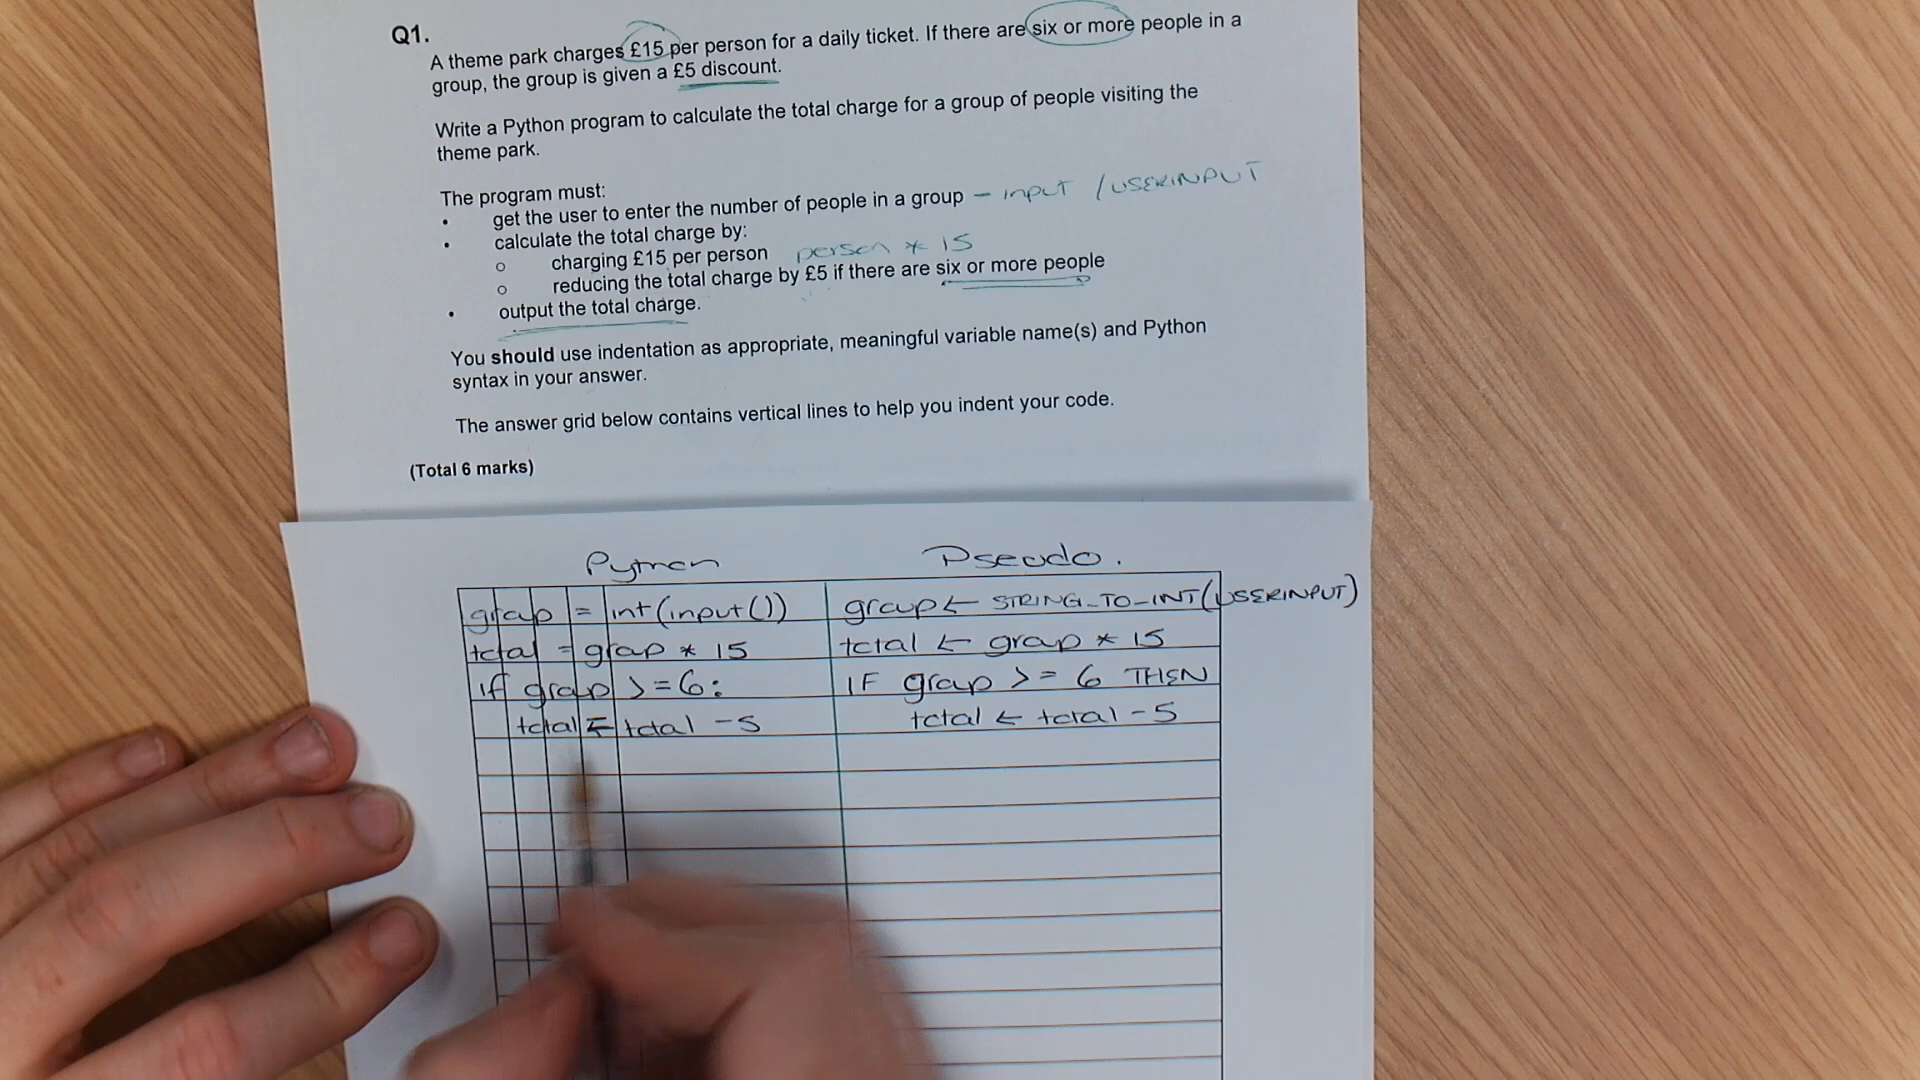 Q1.
A theme park charges £15 per person for a daily ticket. If there are six or more people in a
group, the group is given a £5 discount.
Write a Python program to calculate the total charge for a group of people visiting the
theme park.
The program must:
• get the user to enter the number of people in a group - input / USERINPUT
• calculate the total charge by:
o charging £15 per person person * 15
o reducing the total charge by £5 if there are six or more people
• output the total charge.
You should use indentation as appropriate, meaningful variable name(s) and Python
syntax in your answer.
The answer grid below contains vertical lines to help you indent your code.
(Total 6 marks)
Python Pseudo.
group = int(input()) group ← STRING_TO_INT(USERINPUT)
total = group * 15 total ← group * 15
if group >= 6: IF group >= 6 THEN
total = total - 5 total ← total - 5